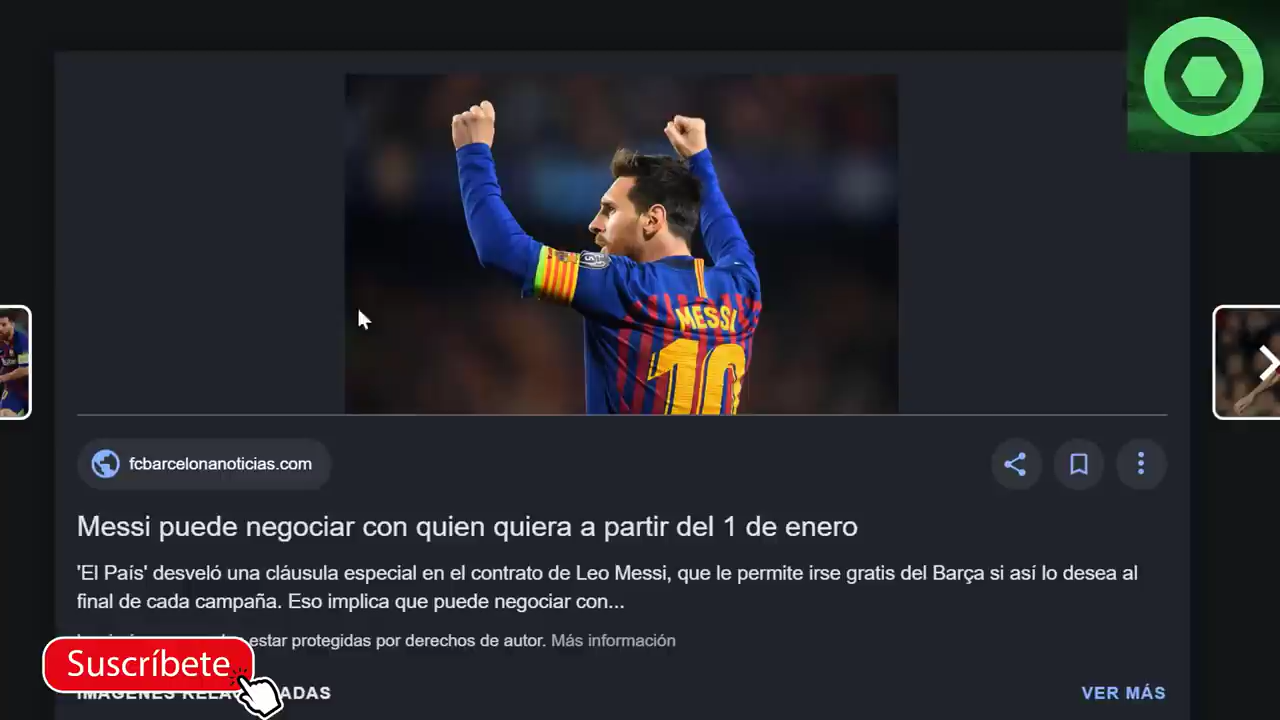 MESSI
10
fcbarcelonanoticias.com
Messi puede negociar con quien quiera a partir del 1 de enero
'El País' desveló una cláusula especial en el contrato de Leo Messi, que le permite irse gratis del Barça si así lo desea al
final de cada campaña. Eso implica que puede negociar con...
estar protegidas por derechos de autor. Más información
Suscríbete
IMÁGENES RELACIONADAS
VER MÁS